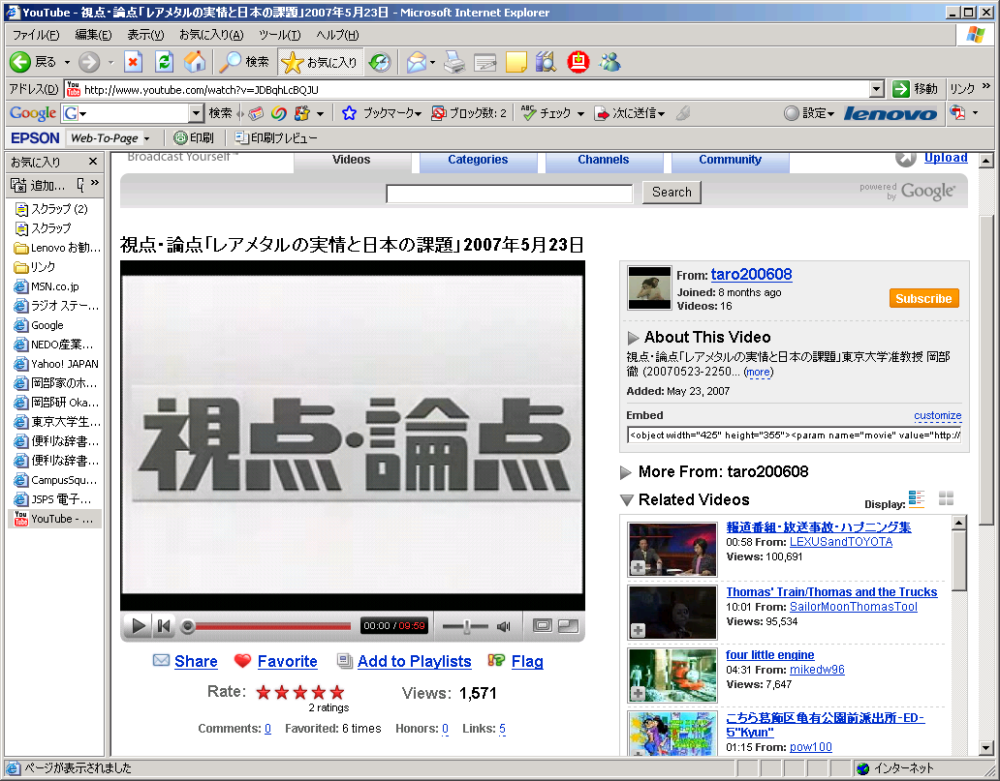 YouTube - 視点・論点「レアメタルの実情と日本の課題」2007年5月23日 - Microsoft Internet Explorer
ファイル(F) 編集(E) 表示(V) お気に入り(A) ツール(T) ヘルプ(H)
戻る 検索 お気に入り
アドレス(D) http://www.youtube.com/watch?v=JDBqhLcBQJU 移動 リンク »
Google G 検索 ブックマーク ブロック数: 2 チェック 次に送信 設定 lenovo
EPSON Web-To-Page 印刷 印刷プレビュー
お気に入り
追加... »
スクラップ (2)
スクラップ
Lenovo お勧...
リンク
MSN.co.jp
ラジオ ステー...
Google
NEDO産業...
Yahoo! JAPAN
岡部家のホ...
岡部研 Oka...
東京大学生...
便利な辞書...
便利な辞書...
CampusSqu...
JSPS 電子...
YouTube - ...
Broadcast Yourself™ Videos Categories Channels Community Upload
Search powered by Google
視点・論点「レアメタルの実情と日本の課題」2007年5月23日
視点・論点
00:00 / 09:59
Share Favorite Add to Playlists Flag
Rate: 2 ratings Views: 1,571
Comments: 0 Favorited: 6 times Honors: 0 Links: 5
From: taro200608
Joined: 8 months ago
Videos: 16
Subscribe
About This Video
視点・論点「レアメタルの実情と日本の課題」東京大学准教授 岡部
徹 (20070523-2250... (more)
Added: May 23, 2007
Embed customize
<object width="425" height="355"><param name="movie" value="http://
More From: taro200608
Related Videos Display:
報道番組・放送事故・ハプニング集
00:58 From: LEXUSandTOYOTA
Views: 100,691
Thomas' Train/Thomas and the Trucks
10:01 From: SailorMoonThomasTool
Views: 95,534
four little engine
04:31 From: mikedw96
Views: 7,647
こちら葛飾区亀有公園前派出所-ED-
5"Kyun"
01:15 From: pow100
ページが表示されました インターネット